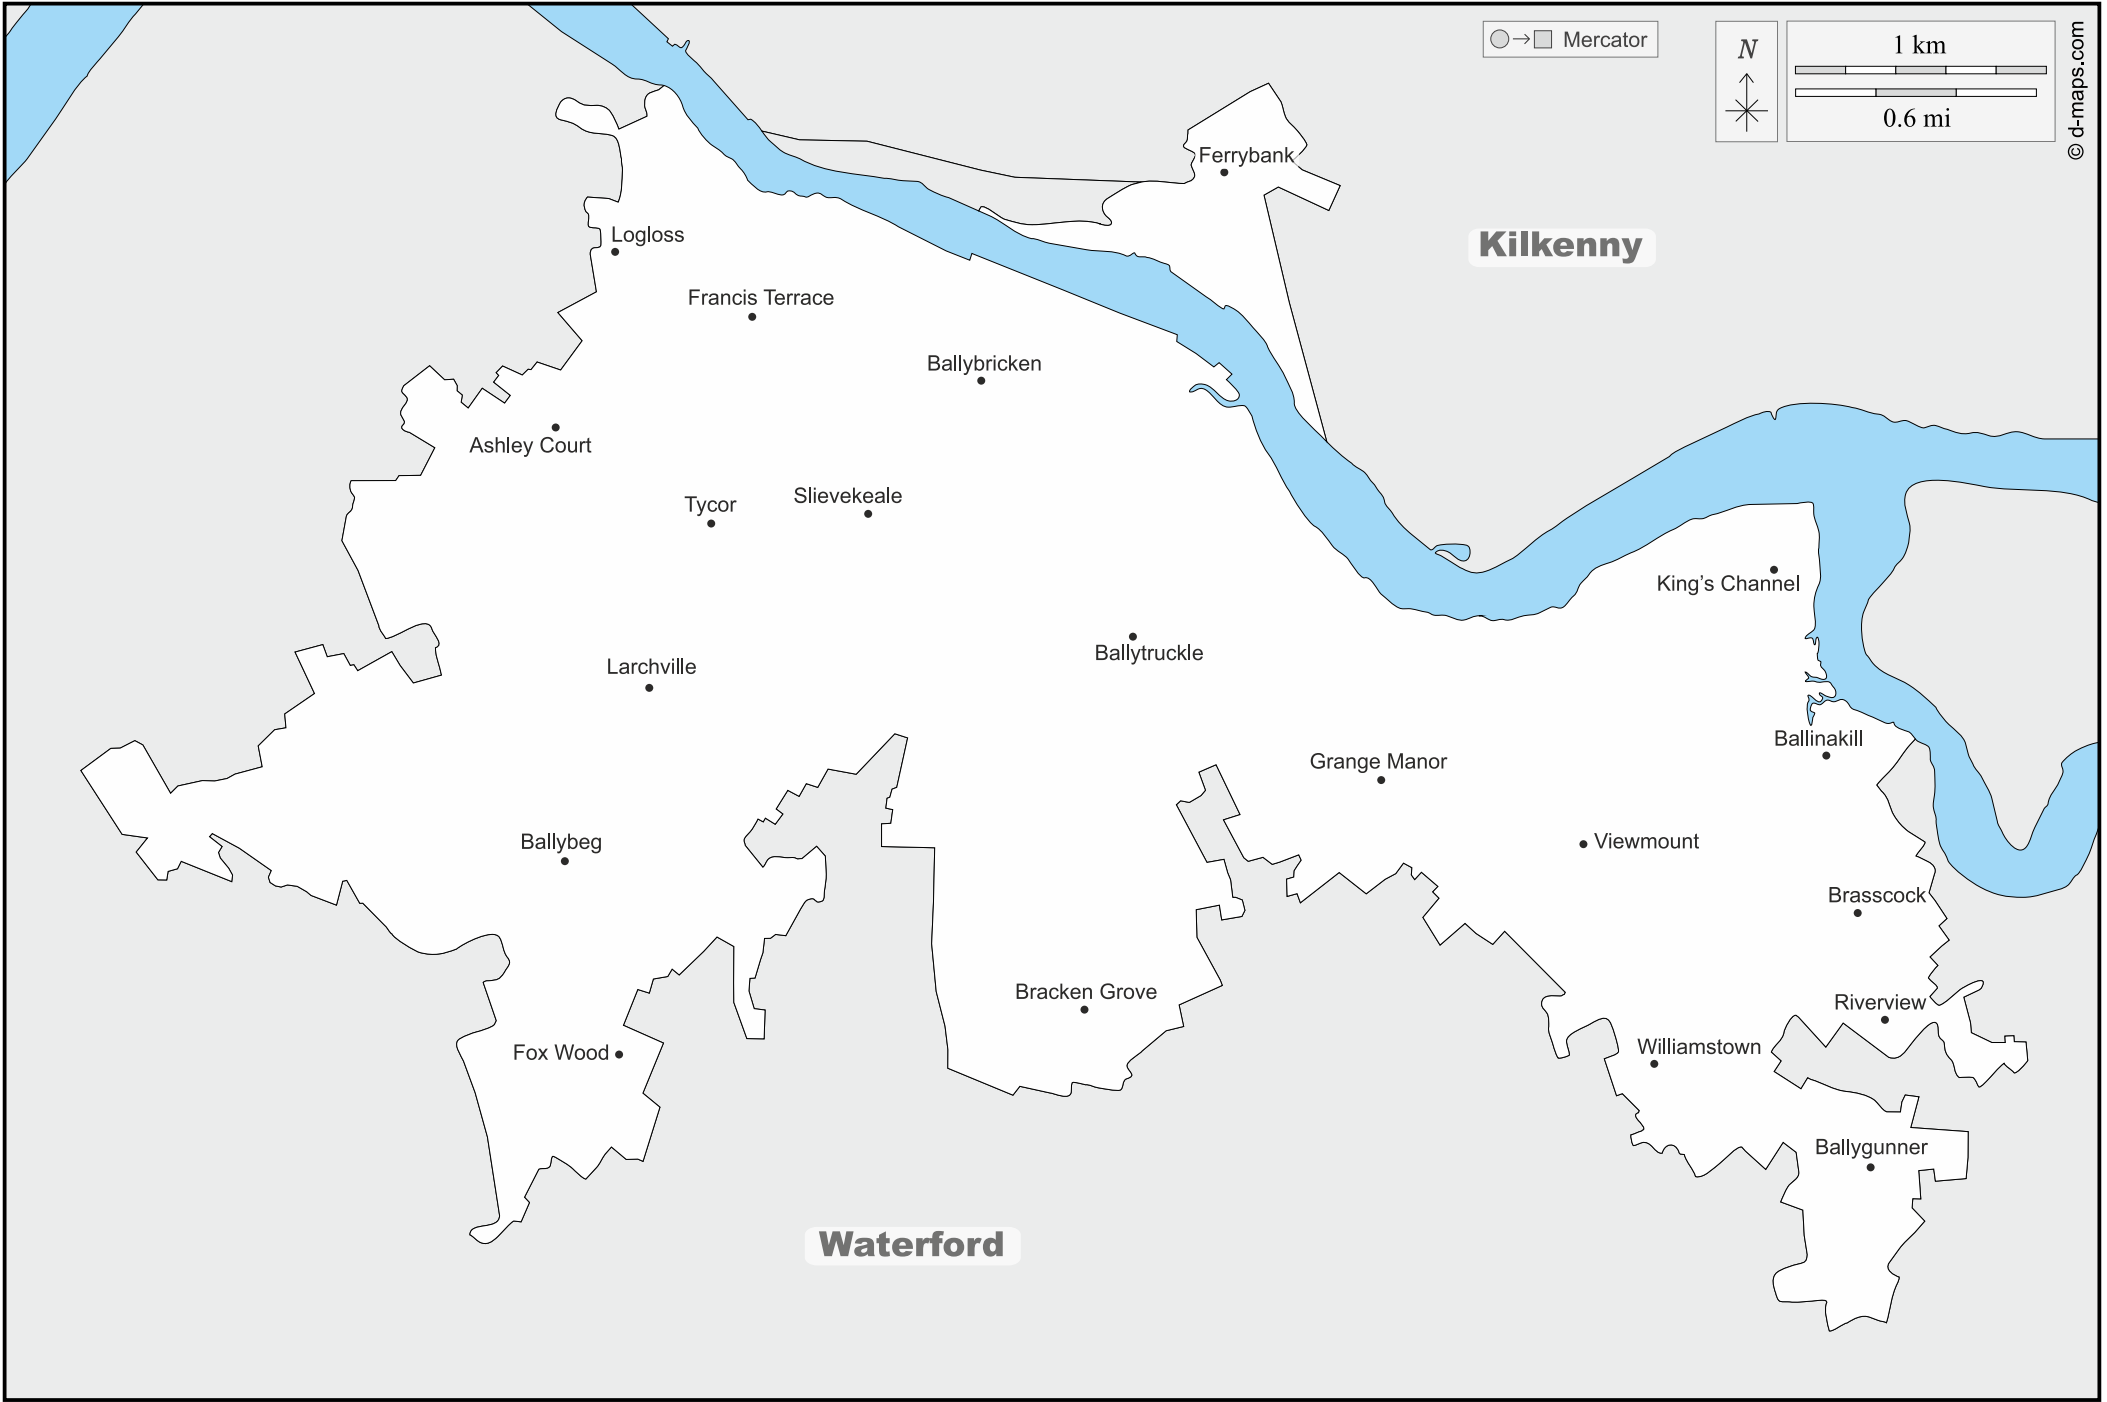 Mercator
N
1 km
0.6 mi
© d-maps.com
Ferrybank
Logloss
Kilkenny
Francis Terrace
Ballybricken
Ashley Court
Tycor
Slievekeale
King's Channel
Ballytruckle
Larchville
Ballinakill
Grange Manor
Ballybeg
Viewmount
Brasscock
Bracken Grove
Riverview
Fox Wood
Williamstown
Ballygunner
Waterford